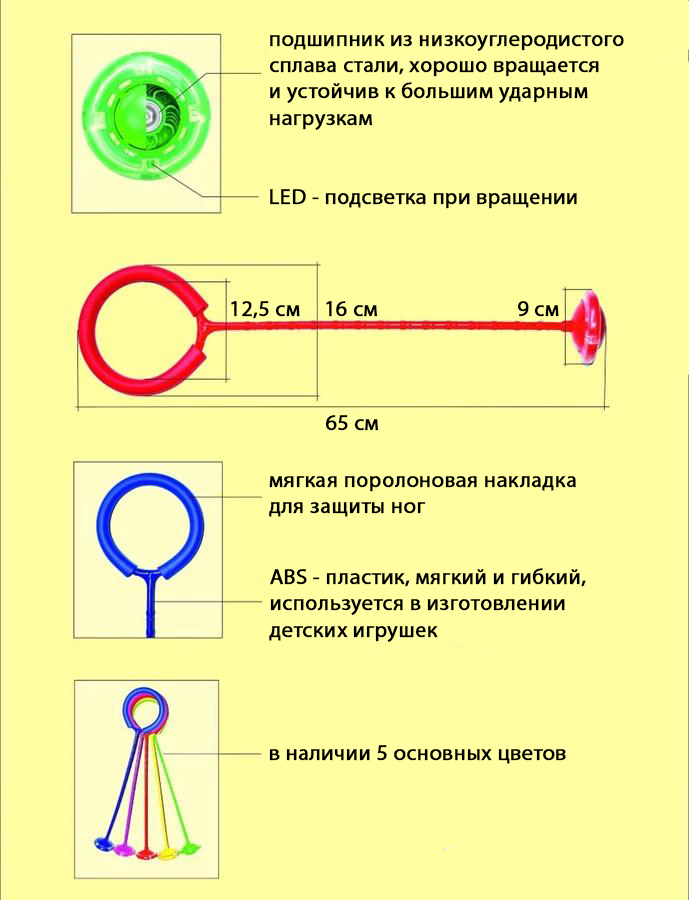 подшипник из низкоуглеродистого
сплава стали, хорошо вращается
и устойчив к большим ударным
нагрузкам
LED - подсветка при вращении
12,5 см
16 см
9 см
65 см
мягкая поролоновая накладка
для защиты ног
ABS - пластик, мягкий и гибкий,
используется в изготовлении
детских игрушек
в наличии 5 основных цветов